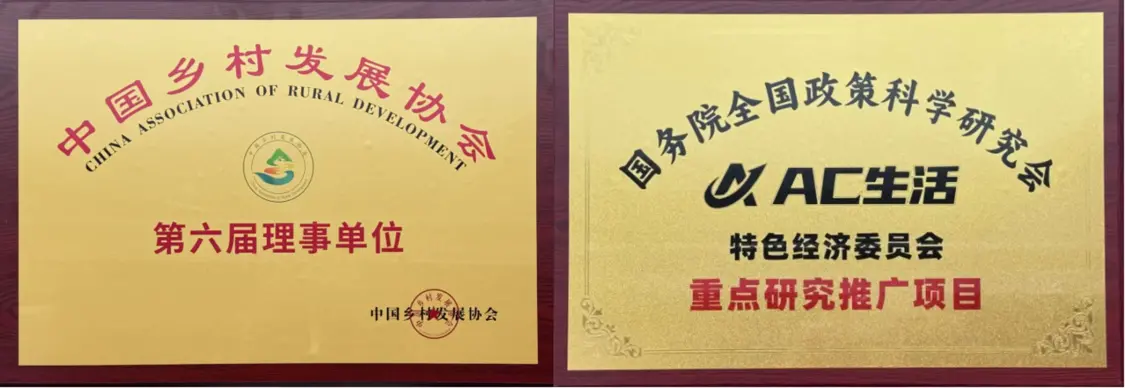 中国乡村发展协会
CHINA ASSOCIATION OF RURAL DEVELOPMENT
第六届理事单位
中国乡村发展协会
国务院全国政策科学研究会
AC生活
特色经济委员会
重点研究推广项目